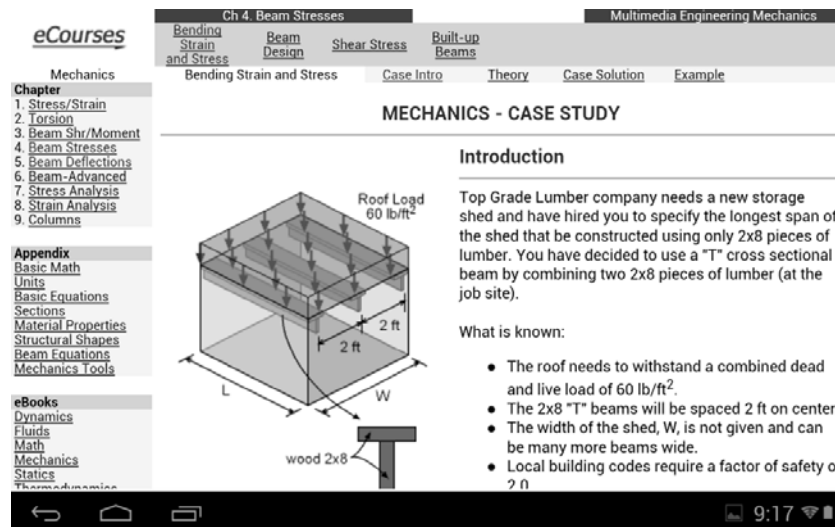 Ch 4. Beam Stresses
Multimedia Engineering Mechanics
eCourses
Bending Strain and Stress
Beam Design
Shear Stress
Built-up Beams
Mechanics
Bending Strain and Stress
Case Intro
Theory
Case Solution
Example
Chapter
1. Stress/Strain
2. Torsion
3. Beam Shr/Moment
4. Beam Stresses
5. Beam Deflections
6. Beam-Advanced
7. Stress Analysis
8. Strain Analysis
9. Columns
Appendix
Basic Math
Units
Basic Equations
Sections
Material Properties
Structural Shapes
Beam Equations
Mechanics Tools
eBooks
Dynamics
Fluids
Math
Mechanics
Statics
Thermodynamics
MECHANICS - CASE STUDY
Roof Load
60 lb/ft²
2 ft
2 ft
L
W
wood 2x8
Introduction
Top Grade Lumber company needs a new storage
shed and have hired you to specify the longest span of
the shed that be constructed using only 2x8 pieces of
lumber. You have decided to use a "T" cross sectional
beam by combining two 2x8 pieces of lumber (at the
job site).
What is known:
• The roof needs to withstand a combined dead
and live load of 60 lb/ft².
• The 2x8 "T" beams will be spaced 2 ft on center
• The width of the shed, W, is not given and can
be many more beams wide.
• Local building codes require a factor of safety o
2.0
9:17